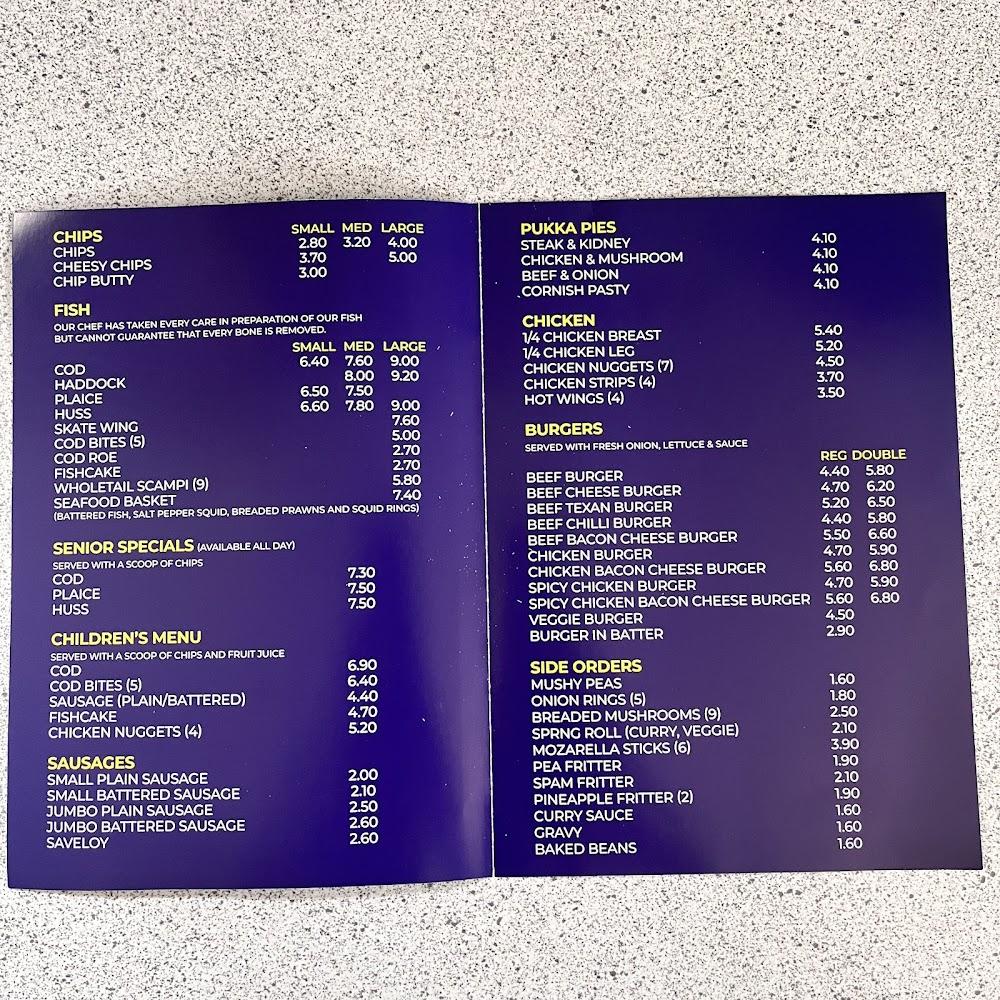 CHIPS SMALL MED LARGE
CHIPS 2.80 3.20 4.00
CHEESY CHIPS 3.70 5.00
CHIP BUTTY 3.00
FISH
OUR CHEF HAS TAKEN EVERY CARE IN PREPARATION OF OUR FISH
BUT CANNOT GUARANTEE THAT EVERY BONE IS REMOVED.
SMALL MED LARGE
COD 6.40 7.60 9.00
HADDOCK 8.00 9.20
PLAICE 6.50 7.50
HUSS 6.60 7.80 9.00
SKATE WING 7.60
COD BITES (5) 5.00
COD ROE 2.70
FISHCAKE 2.70
WHOLETAIL SCAMPI (9) 5.80
SEAFOOD BASKET 7.40
(BATTERED FISH, SALT PEPPER SQUID, BREADED PRAWNS AND SQUID RINGS)
SENIOR SPECIALS (AVAILABLE ALL DAY)
SERVED WITH A SCOOP OF CHIPS
COD 7.30
PLAICE 7.50
HUSS 7.50
CHILDREN'S MENU
SERVED WITH A SCOOP OF CHIPS AND FRUIT JUICE
COD 6.90
COD BITES (5) 6.40
SAUSAGE (PLAIN/BATTERED) 4.40
FISHCAKE 4.70
CHICKEN NUGGETS (4) 5.20
SAUSAGES
SMALL PLAIN SAUSAGE 2.00
SMALL BATTERED SAUSAGE 2.10
JUMBO PLAIN SAUSAGE 2.50
JUMBO BATTERED SAUSAGE 2.60
SAVELOY 2.60
PUKKA PIES
STEAK & KIDNEY 4.10
CHICKEN & MUSHROOM 4.10
BEEF & ONION 4.10
CORNISH PASTY 4.10
CHICKEN
1/4 CHICKEN BREAST 5.40
1/4 CHICKEN LEG 5.20
CHICKEN NUGGETS (7) 4.50
CHICKEN STRIPS (4) 3.70
HOT WINGS (4) 3.50
BURGERS
SERVED WITH FRESH ONION, LETTUCE & SAUCE
REG DOUBLE
BEEF BURGER 4.40 5.80
BEEF CHEESE BURGER 4.70 6.20
BEEF TEXAN BURGER 5.20 6.50
BEEF CHILLI BURGER 4.40 5.80
BEEF BACON CHEESE BURGER 5.50 6.60
CHICKEN BURGER 4.70 5.90
CHICKEN BACON CHEESE BURGER 5.60 6.80
SPICY CHICKEN BURGER 4.70 5.90
SPICY CHICKEN BACON CHEESE BURGER 5.60 6.80
VEGGIE BURGER 4.50
BURGER IN BATTER 2.90
SIDE ORDERS
MUSHY PEAS 1.60
ONION RINGS (5) 1.80
BREADED MUSHROOMS (9) 2.50
SPRNG ROLL (CURRY, VEGGIE) 2.10
MOZARELLA STICKS (6) 3.90
PEA FRITTER 1.90
SPAM FRITTER 2.10
PINEAPPLE FRITTER (2) 1.90
CURRY SAUCE 1.60
GRAVY 1.60
BAKED BEANS 1.60